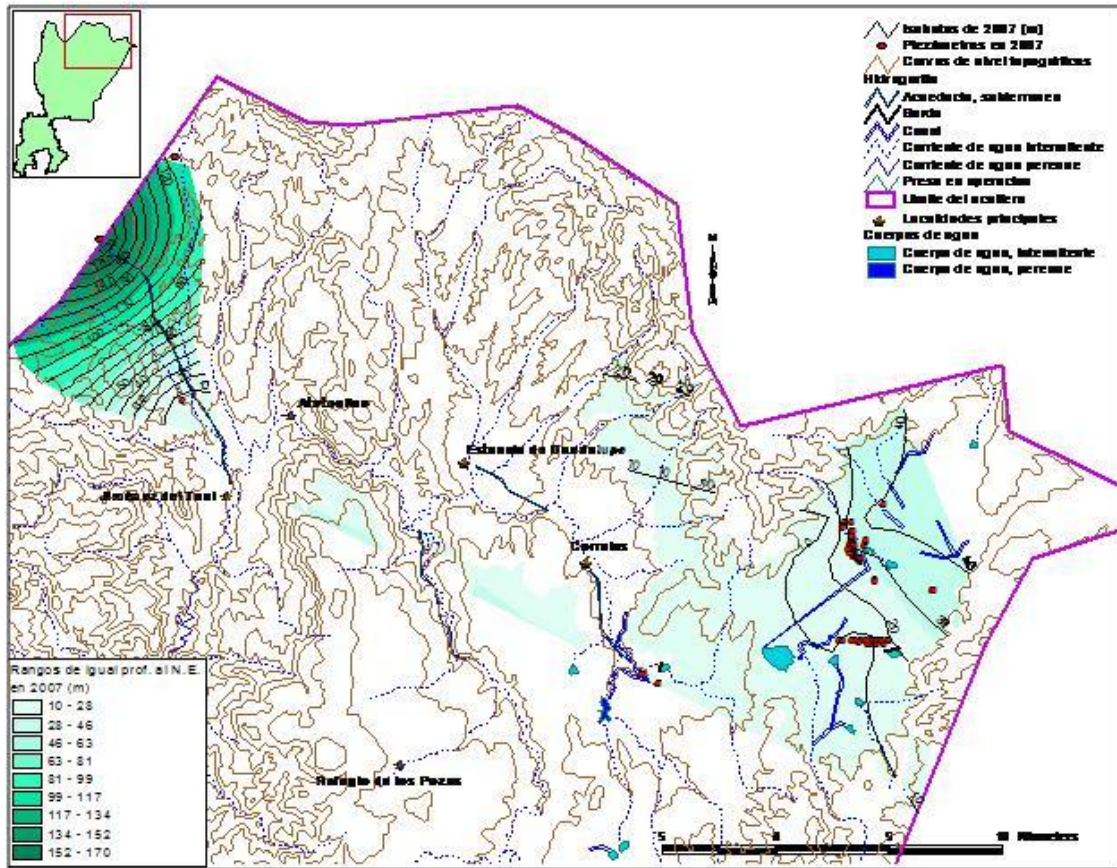 Isobatas de 2007 (m)
Piezómetros en 2007
Curvas de nivel topográficos
Hidrografía
Acueducto, subterraneo
Bordo
Canal
Corriente de agua intermitente
Corriente de agua perenne
Presa en operación
Límite del acuífero
Localidades principales
Cuerpos de agua
Cuerpo de agua, intermitente
Cuerpo de agua, perenne
N
Estancia de Guadalupe
Corrales
Refugio de los Pozos
Rangos de igual prof. al N.E.
en 2007 (m)
10 - 28
28 - 46
46 - 63
63 - 81
81 - 99
99 - 117
117 - 134
134 - 152
152 - 170
5 0 5 10 Kilometers